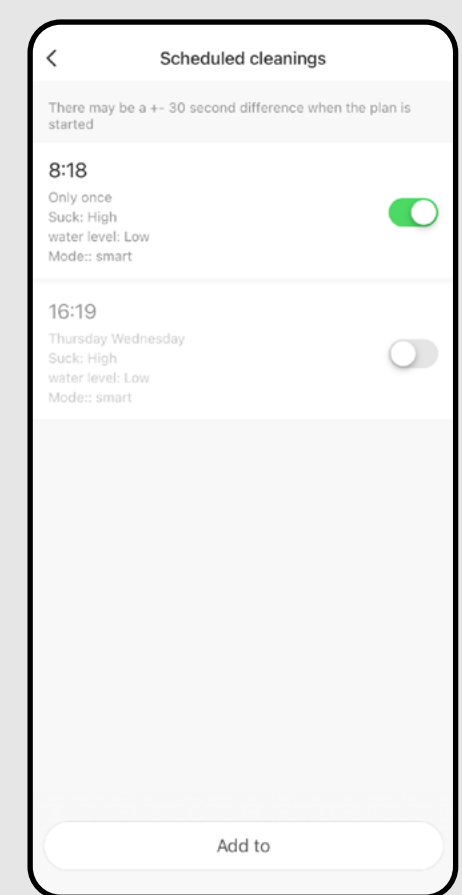 Scheduled cleanings
There may be a +- 30 second difference when the plan is
started
8:18
Only once
Suck: High
water level: Low
Mode:: smart
16:19
Thursday Wednesday
Suck: High
water level: Low
Mode:: smart
Add to